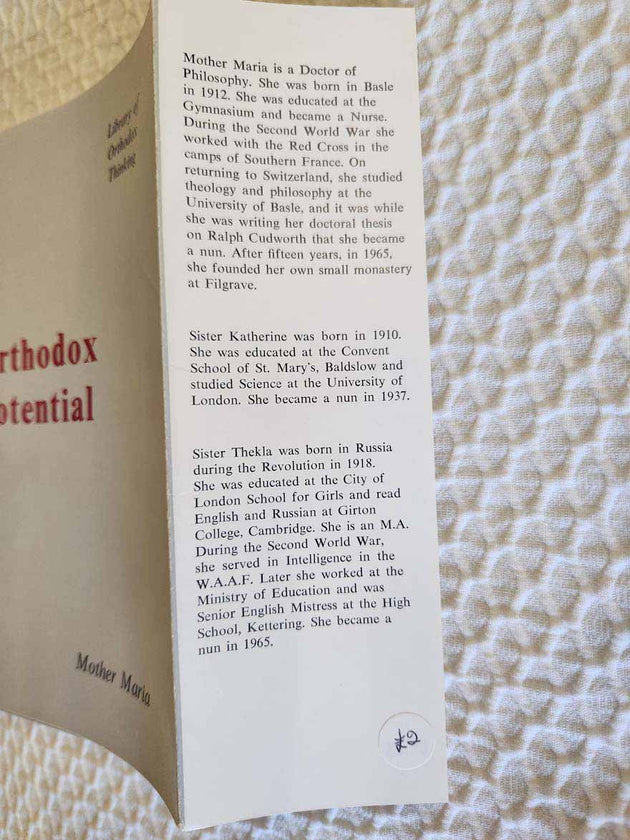 Library of
Orthodox
Thinking
rthodox
otential
Mother Maria
Mother Maria is a Doctor of
Philosophy. She was born in Basle
in 1912. She was educated at the
Gymnasium and became a Nurse.
During the Second World War she
worked with the Red Cross in the
camps of Southern France. On
returning to Switzerland, she studied
theology and philosophy at the
University of Basle, and it was while
she was writing her doctoral thesis
on Ralph Cudworth that she became
a nun. After fifteen years, in 1965,
she founded her own small monastery
at Filgrave.
Sister Katherine was born in 1910.
She was educated at the Convent
School of St. Mary's, Baldslow and
studied Science at the University of
London. She became a nun in 1937.
Sister Thekla was born in Russia
during the Revolution in 1918.
She was educated at the City of
London School for Girls and read
English and Russian at Girton
College, Cambridge. She is an M.A.
During the Second World War,
she served in Intelligence in the
W.A.A.F. Later she worked at the
Ministry of Education and was
Senior English Mistress at the High
School, Kettering. She became a
nun in 1965.
£2